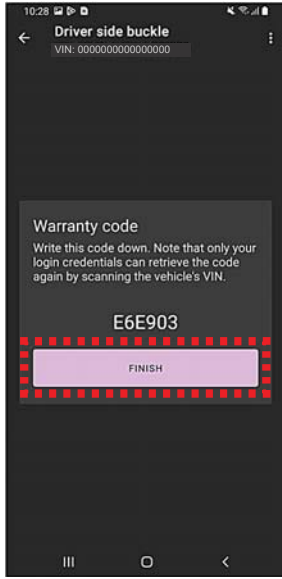 10:28
Driver side buckle
VIN: 0000000000000000
Warranty code
Write this code down. Note that only your
login credentials can retrieve the code
again by scanning the vehicle's VIN.
E6E903
FINISH